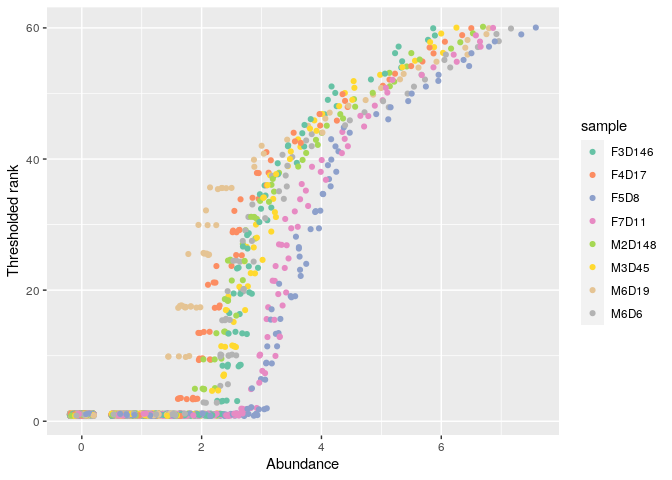 60
40
20
0
Thresholded rank
0 2 4 6
Abundance
sample
F3D146
F4D17
F5D8
F7D11
M2D148
M3D45
M6D19
M6D6